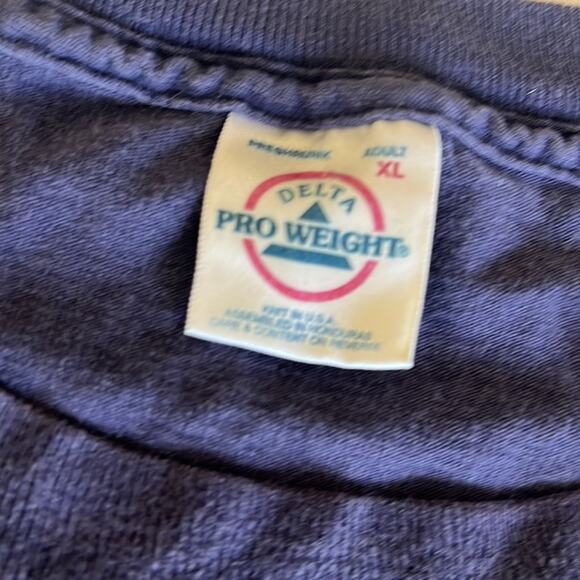 PRESHRUNK ADULT
XL
DELTA
PRO WEIGHT®
KNIT IN U.S.A.
ASSEMBLED IN HONDURAS
CARE & CONTENT ON REVERSE